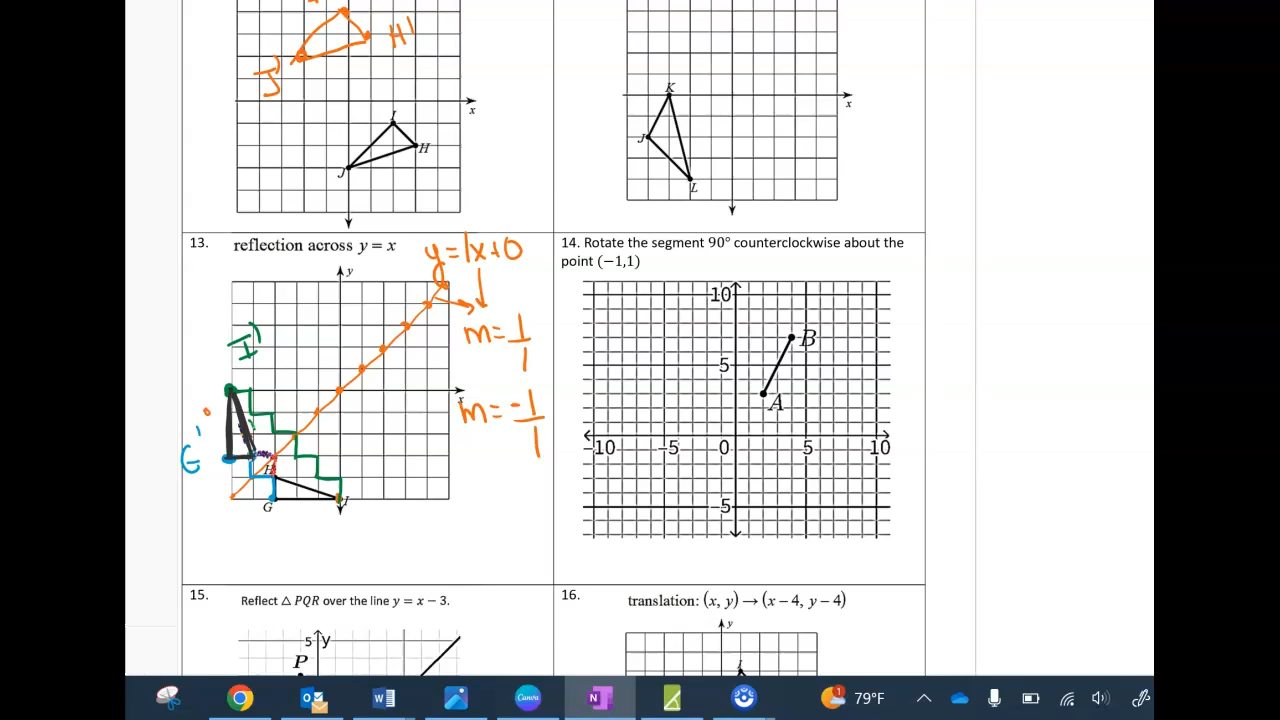 H'
J'
x
I
H
J
K
x
J
L
13.
reflection across y = x
y
y=1x+0
m=1/1
I'
x
m=-1/1
G'
H
G
I
14. Rotate the segment 90° counterclockwise about the
point (−1,1)
10
B
5
A
−10 −5 0 5 10
−5
15.
Reflect △ PQR over the line y = x − 3.
5 y
P
16.
translation: (x, y) → (x − 4, y − 4)
y
I
Canva
1
79°F